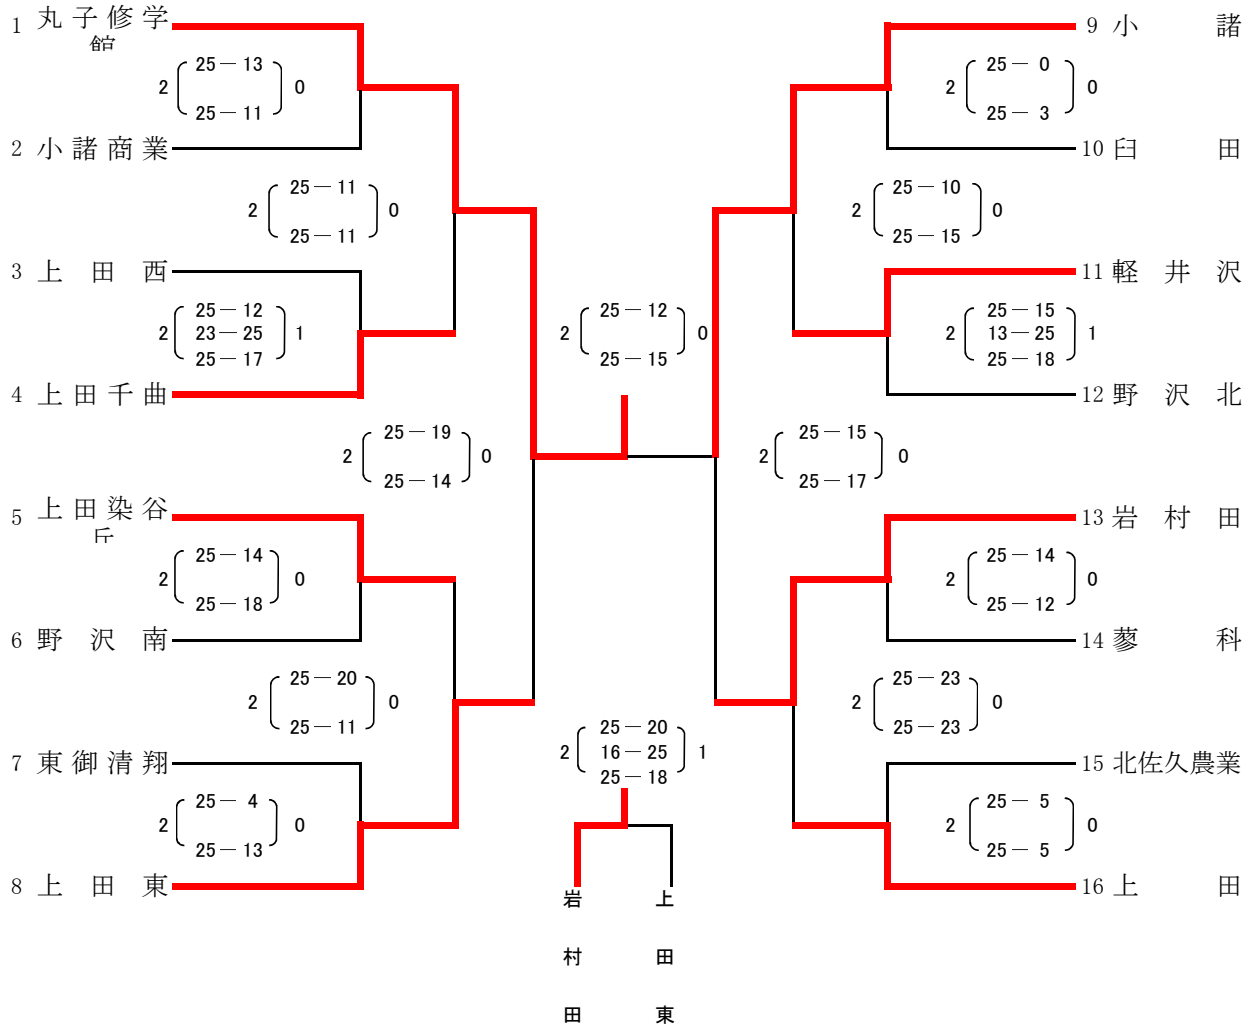 1 丸子修学館
2 ( 25－13 25－11 ) 0
2 小諸商業
2 ( 25－11 25－11 ) 0
3 上田西
2 ( 25－12 23－25 25－17 ) 1
4 上田千曲
2 ( 25－19 25－14 ) 0
5 上田染谷丘
2 ( 25－14 25－18 ) 0
6 野沢南
2 ( 25－20 25－11 ) 0
7 東御清翔
2 ( 25－4 25－13 ) 0
8 上田東
2 ( 25－12 25－15 ) 0
2 ( 25－20 16－25 25－18 ) 1
岩村田
上田東
9 小諸
2 ( 25－0 25－3 ) 0
10 臼田
2 ( 25－10 25－15 ) 0
11 軽井沢
2 ( 25－15 13－25 25－18 ) 1
12 野沢北
2 ( 25－15 25－17 ) 0
13 岩村田
2 ( 25－14 25－12 ) 0
14 蓼科
2 ( 25－23 25－23 ) 0
15 北佐久農業
2 ( 25－5 25－5 ) 0
16 上田